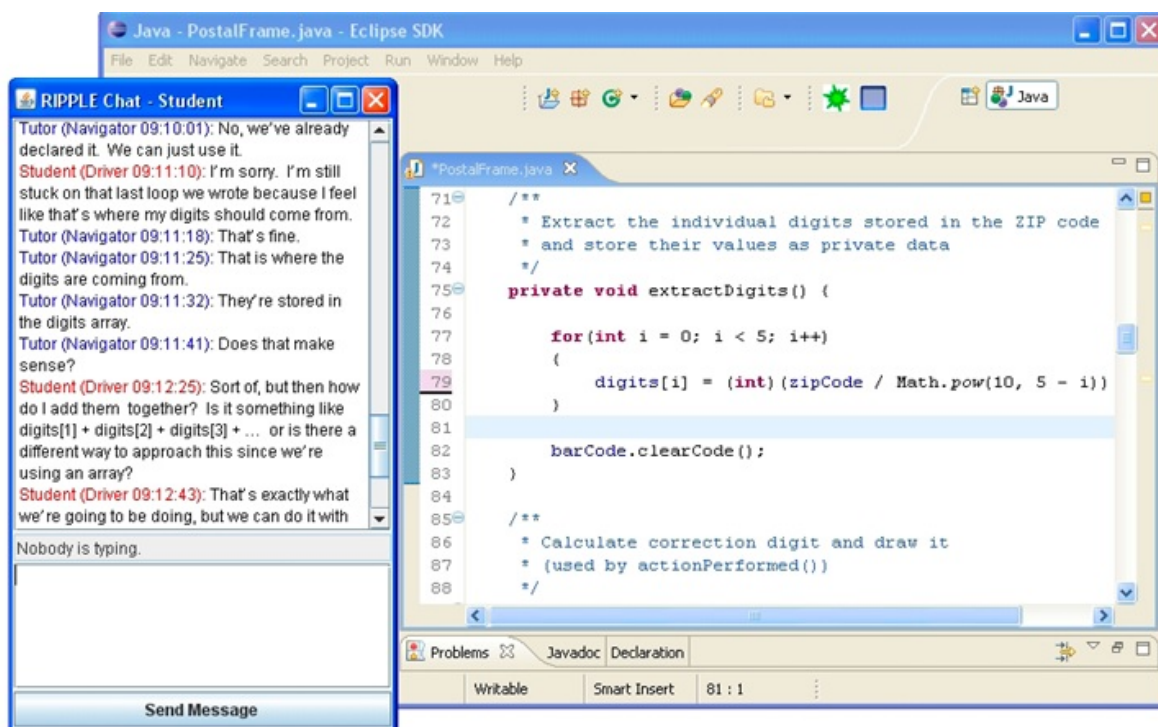 Java - PostalFrame.java - Eclipse SDK
File Edit Navigate Search Project Run Window Help
Java
RIPPLE Chat - Student
Tutor (Navigator 09:10:01): No, we've already
declared it. We can just use it.
Student (Driver 09:11:10): I'm sorry. I'm still
stuck on that last loop we wrote because I feel
like that's where my digits should come from.
Tutor (Navigator 09:11:18): That's fine.
Tutor (Navigator 09:11:25): That is where the
digits are coming from.
Tutor (Navigator 09:11:32): They're stored in
the digits array.
Tutor (Navigator 09:11:41): Does that make
sense?
Student (Driver 09:12:25): Sort of, but then how
do I add them together? Is it something like
digits[1] + digits[2] + digits[3] + ... or is there a
different way to approach this since we're
using an array?
Student (Driver 09:12:43): That's exactly what
we're going to be doing, but we can do it with
Nobody is typing.
Send Message
*PostalFrame.java
71 /**
72 * Extract the individual digits stored in the ZIP code
73 * and store their values as private data
74 */
75 private void extractDigits() {
76
77 for(int i = 0; i < 5; i++)
78 {
79 digits[i] = (int)(zipCode / Math.pow(10, 5 - i))
80 }
81
82 barCode.clearCode();
83 }
84
85 /**
86 * Calculate correction digit and draw it
87 * (used by actionPerformed())
88 */
Problems Javadoc Declaration
Writable Smart Insert 81 : 1